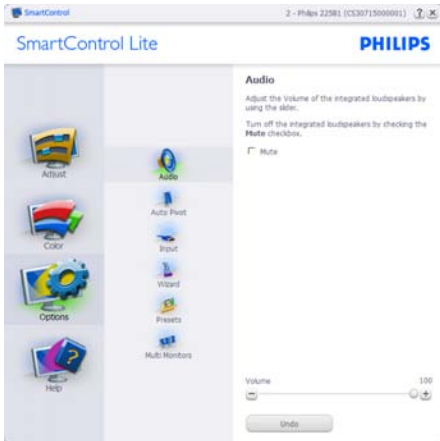 SmartControl
2 - Philips 225B1 (CS30715000001)
SmartControl Lite
PHILIPS
Adjust
Color
Options
Help
Audio
Auto Pivot
Input
Wizard
Presets
Multi Monitors
Audio
Adjust the Volume of the integrated loudspeakers by
using the slider.
Turn off the integrated loudspeakers by checking the
Mute checkbox.
Mute
Volume 100
Undo